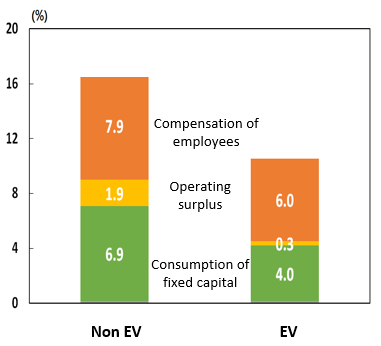 (%)
20
16
12
8
4
0
7.9
1.9
6.9
Compensation of
employees
Operating
surplus
Consumption of
fixed capital
6.0
0.3
4.0
Non EV
EV